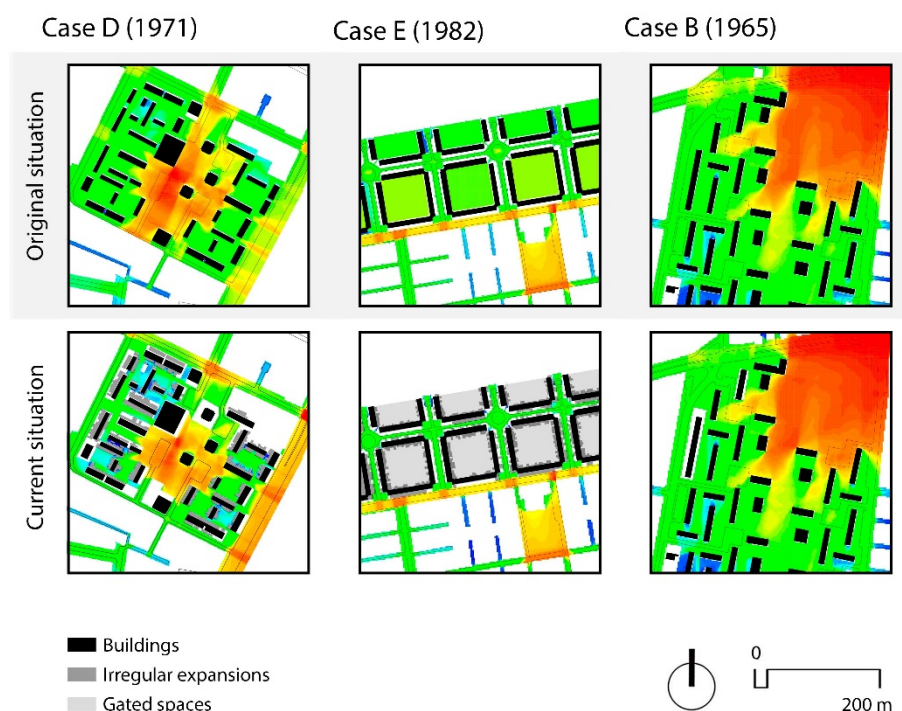 Case D (1971)
Case E (1982)
Case B (1965)
Original situation
Current situation
Buildings
Irregular expansions
Gated spaces
0
200 m